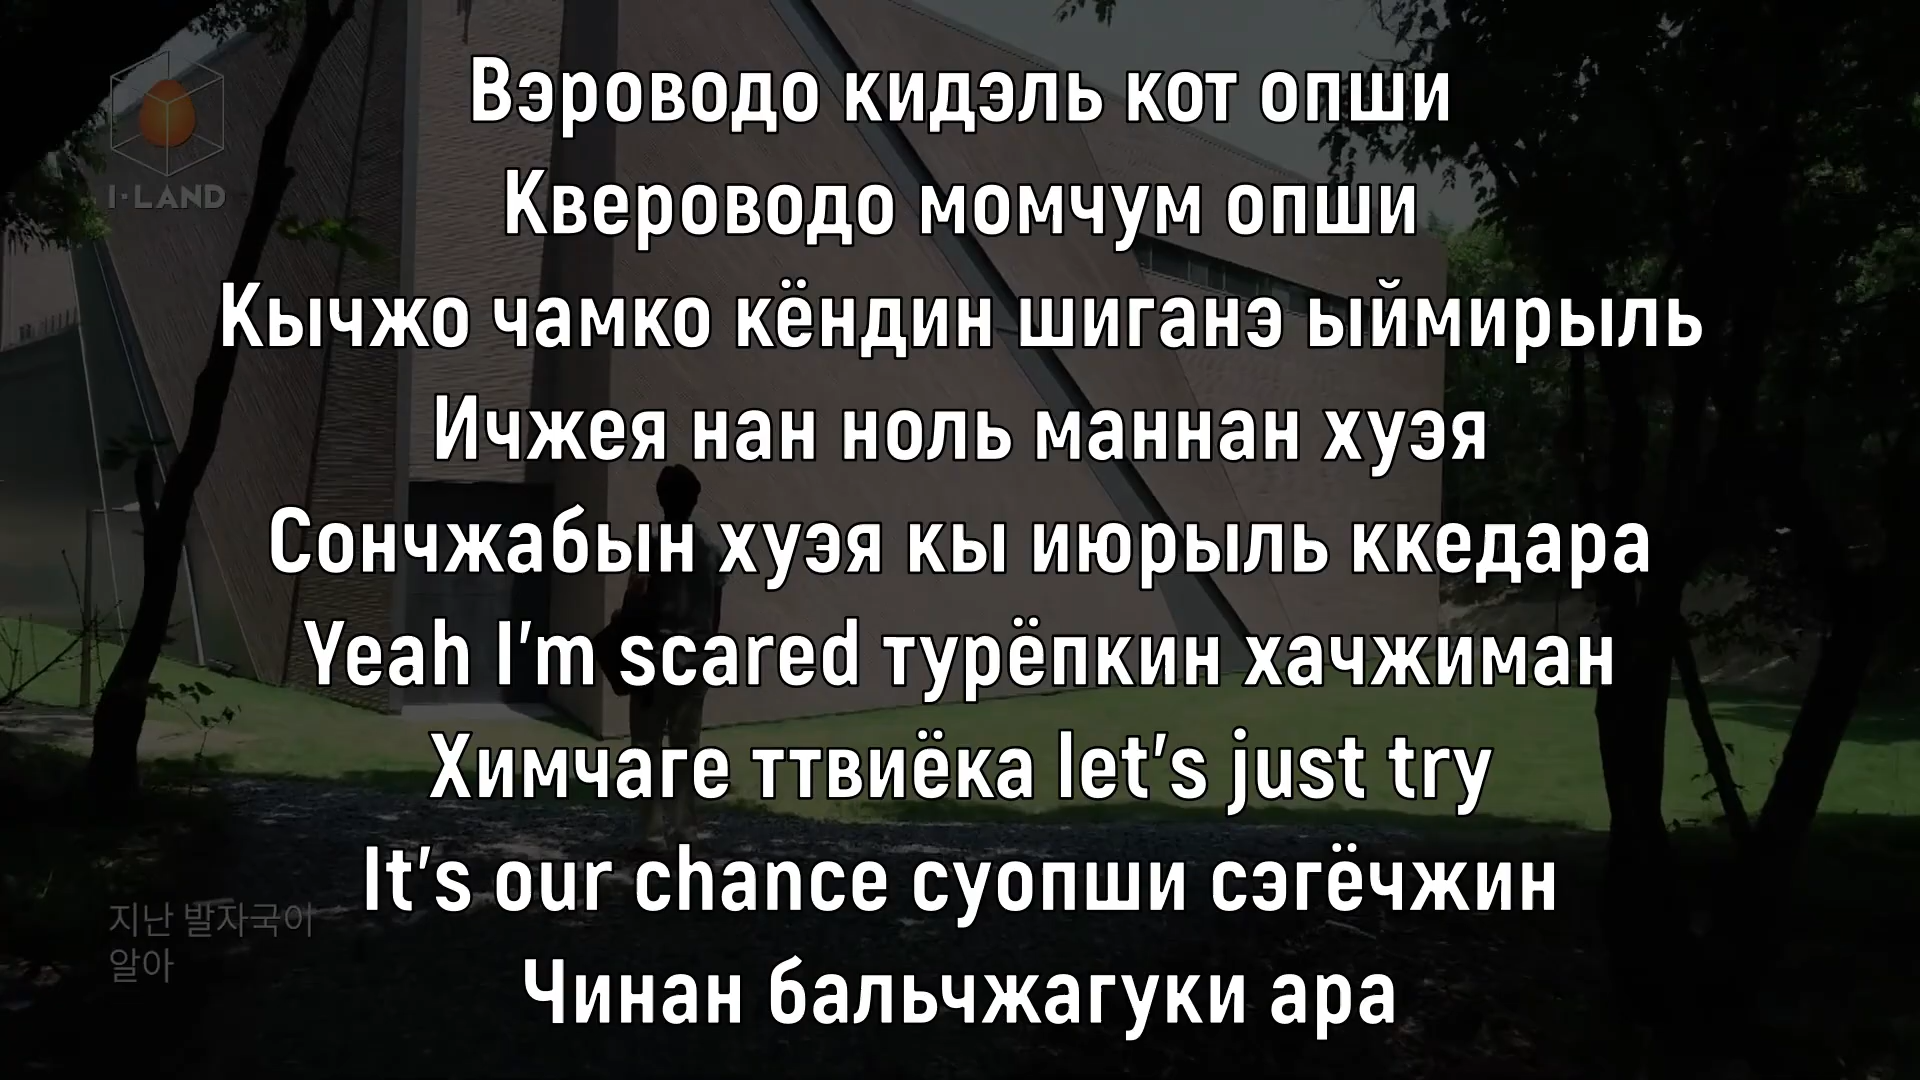 I·LAND
Вэроводо кидэль кот опши
Квероводо момчум опши
Кычжо чамко кёндин шиганэ ыймирыль
Ичжея нан ноль маннан хуэя
Сончжабын хуэя кы июрыль ккедара
Yeah I'm scared турёпкин хачжиман
Химчаге ттвиёка let's just try
It's our chance суопши сэгёчжин
Чинан бальчжагуки ара
지난 발자국이
알아